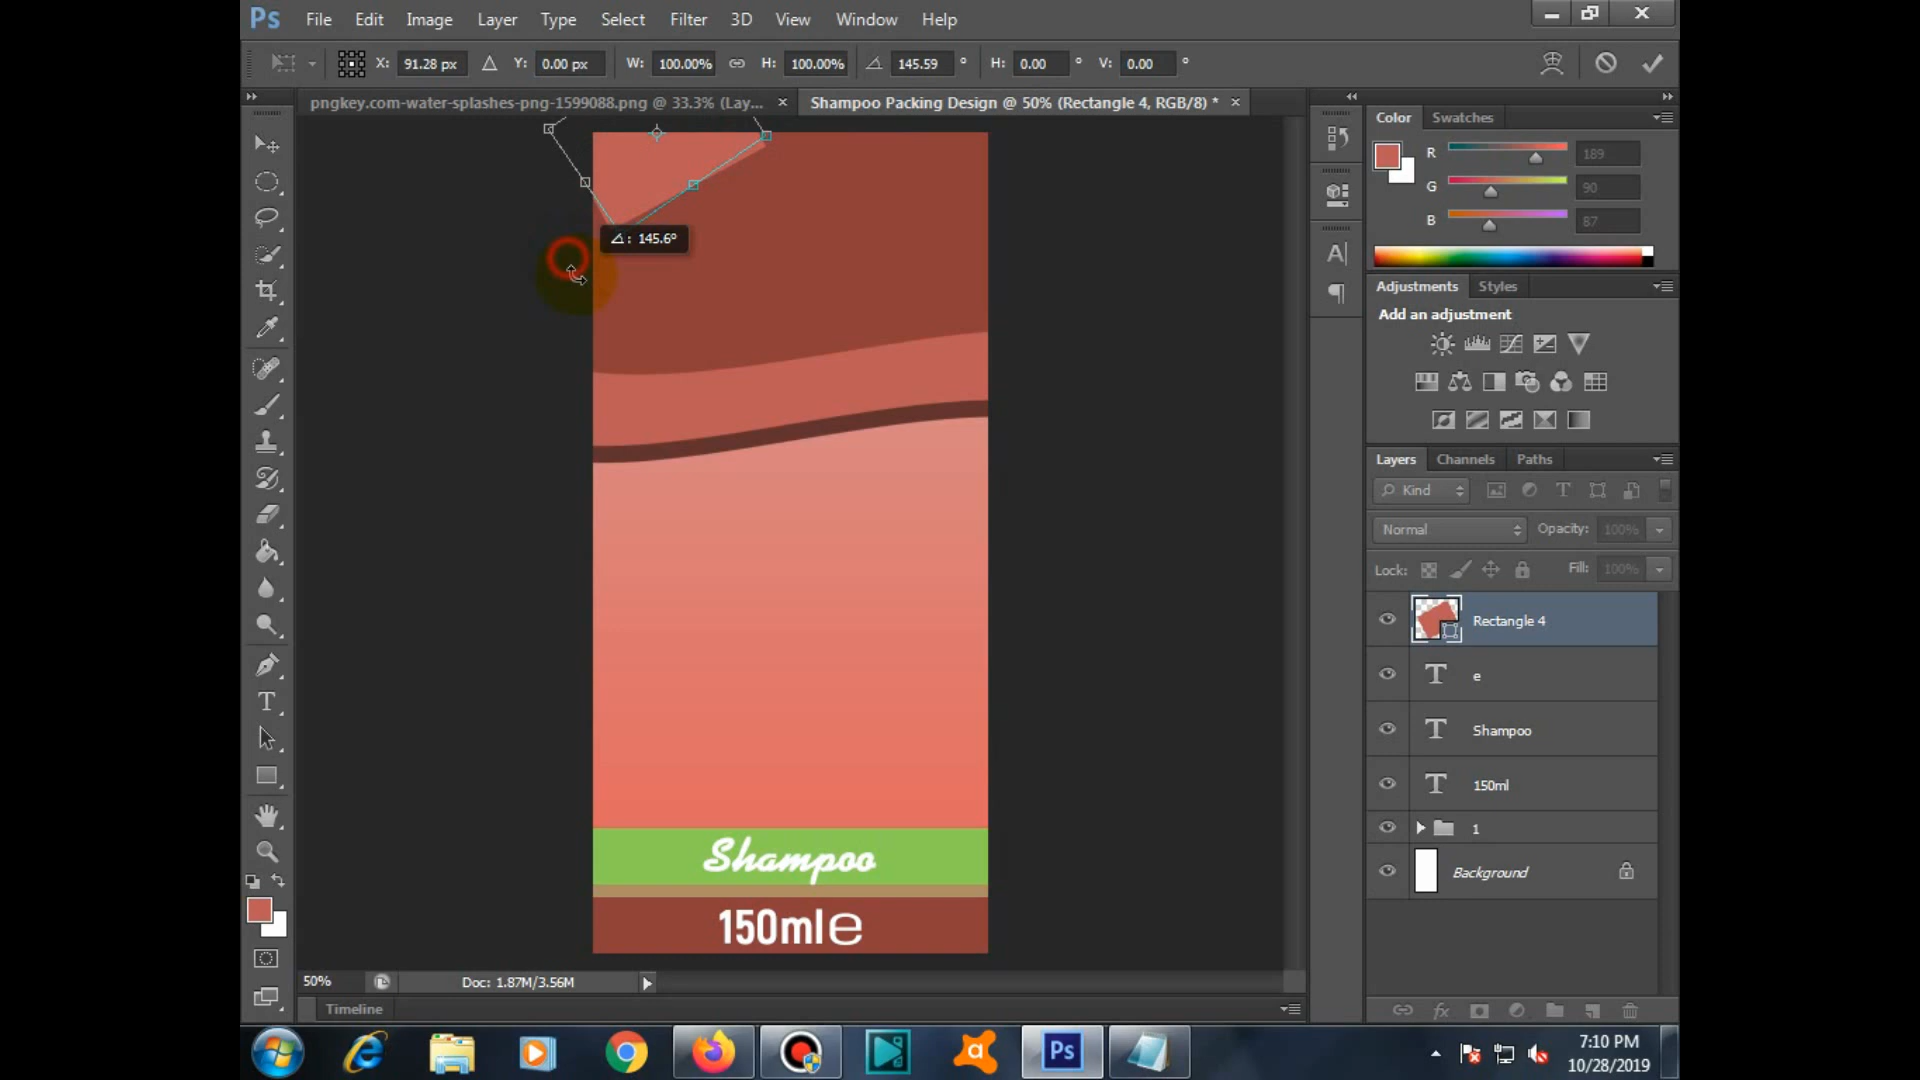 Ps File Edit Image Layer Type Select Filter 3D View Window Help
X: 91.28 px Y: 0.00 px W: 100.00% H: 100.00% 145.59 ° H: 0.00 ° V: 0.00 °
pngkey.com-water-splashes-png-1599088.png @ 33.3% (Lay... × Shampoo Packing Design @ 50% (Rectangle 4, RGB/8) * ×
Color Swatches
R 189
G 90
B 87
: 145.6°
Adjustments Styles
Add an adjustment
Layers Channels Paths
Kind
Normal Opacity: 100%
Lock: Fill: 100%
Rectangle 4
e
Shampoo
150ml
1
Background
Shampoo
150ml e
50% Doc: 1.87M/3.56M
Timeline
Ps
7:10 PM
10/28/2019